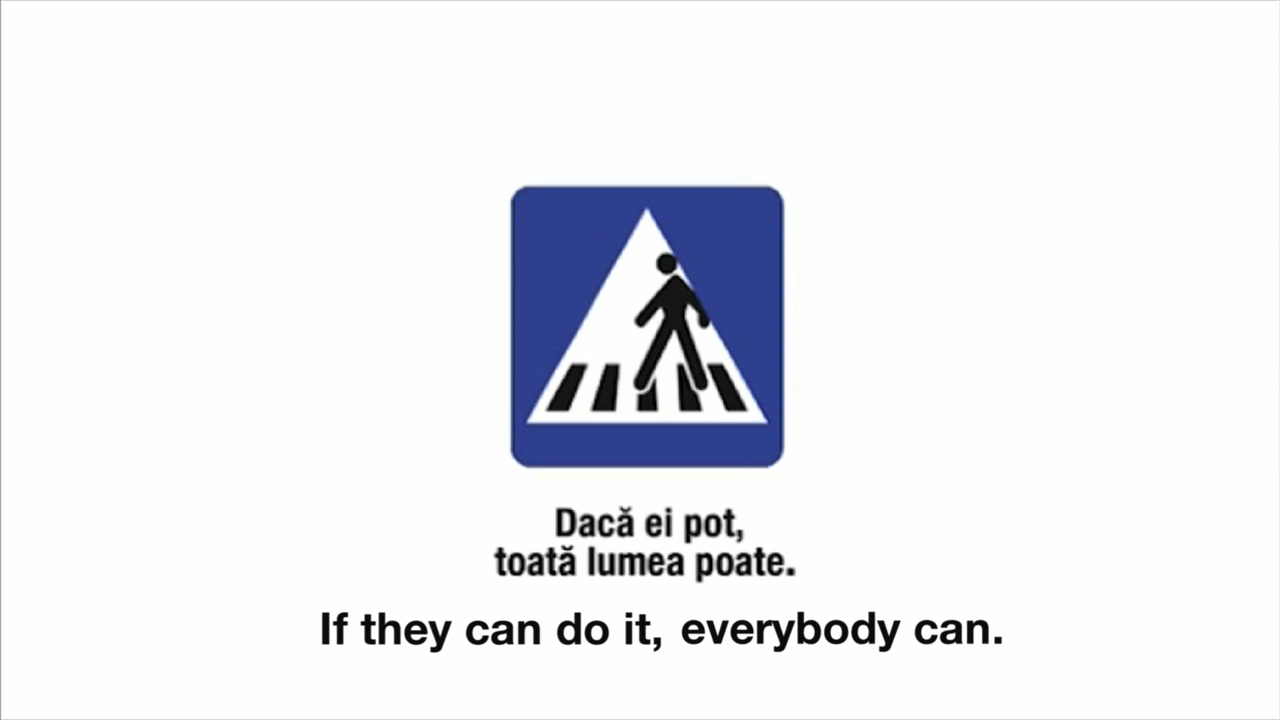 Dacă ei pot,
toată lumea poate.
If they can do it, everybody can.